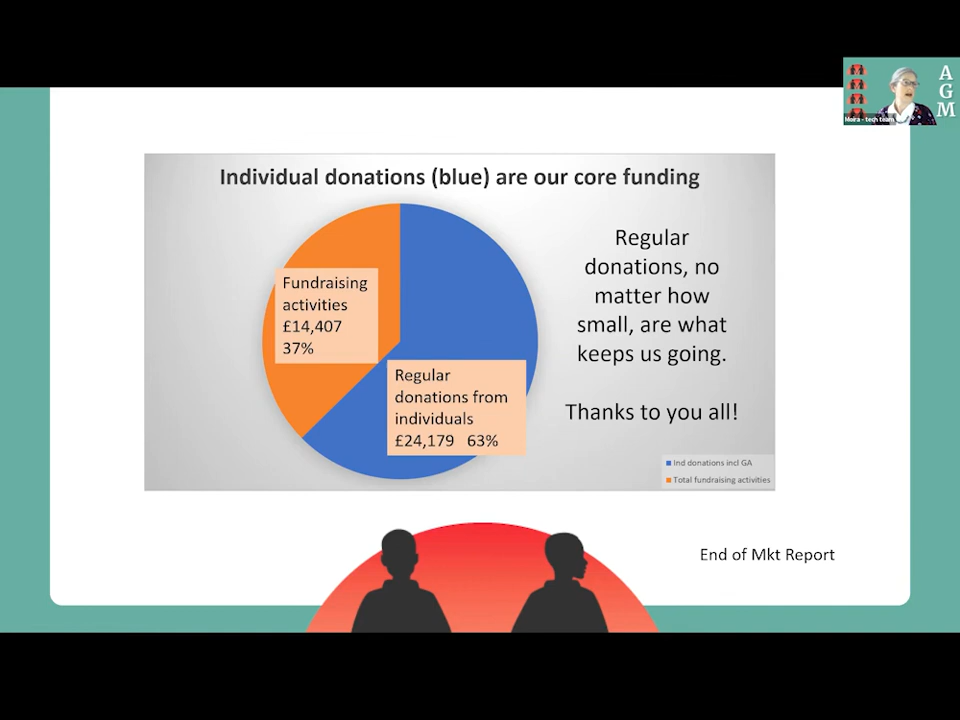 A
G
M
Moira - tech team
Individual donations (blue) are our core funding
Fundraising
activities
£14,407
37%
Regular
donations from
individuals
£24,179 63%
Regular
donations, no
matter how
small, are what
keeps us going.
Thanks to you all!
Ind donations incl GA
Total fundraising activities
End of Mkt Report